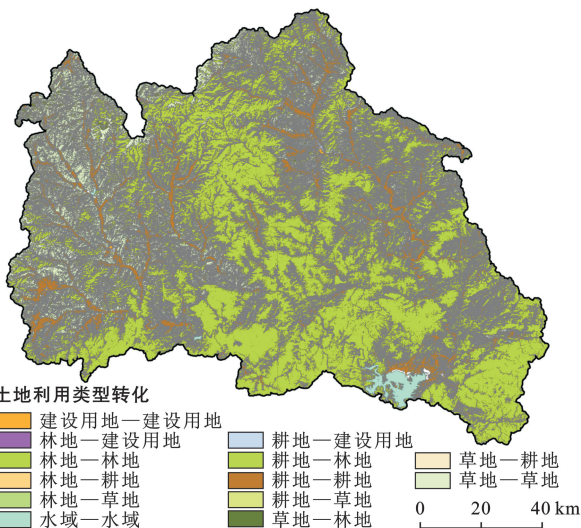 土地利用类型转化
建设用地—建设用地
林地—建设用地
林地—林地
林地—耕地
林地—草地
水域—水域
耕地—建设用地
耕地—林地
耕地—耕地
耕地—草地
草地—林地
草地—耕地
草地—草地
0 20 40 km